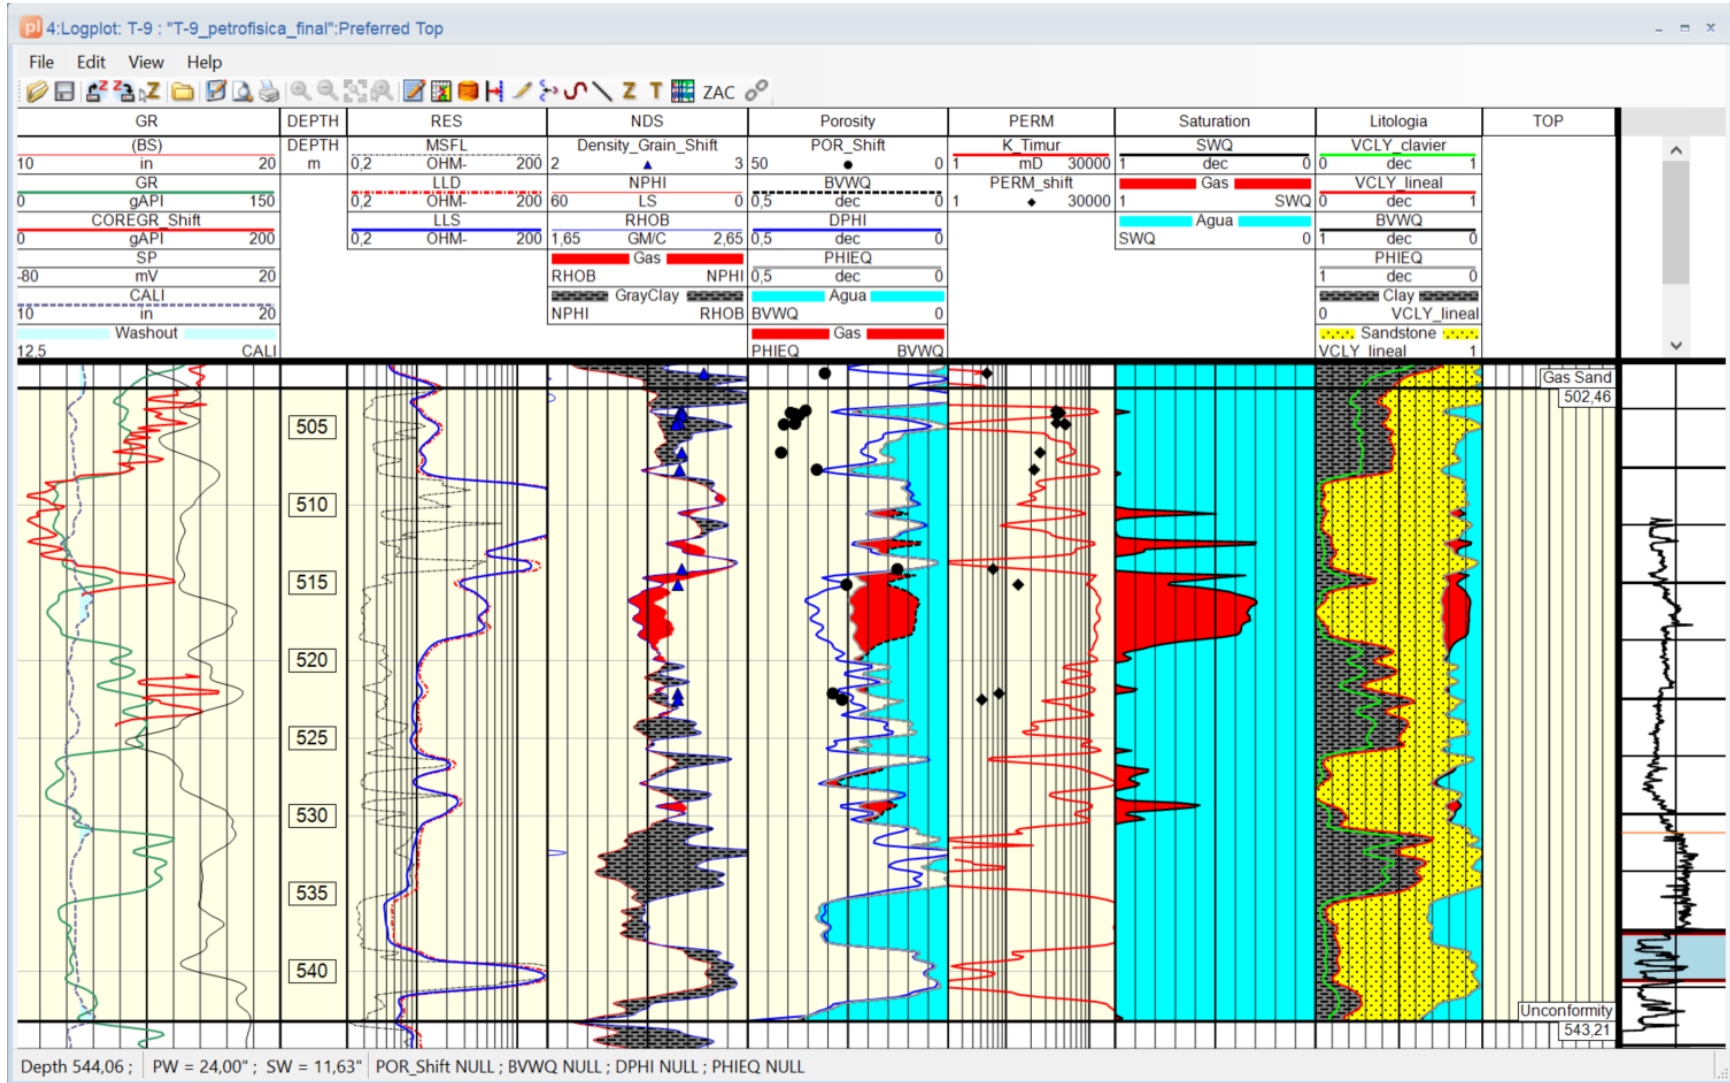 pl 4:Logplot: T-9 : "T-9_petrofisica_final":Preferred Top
File Edit View Help
ZAC
GR DEPTH RES NDS Porosity PERM Saturation Litologia TOP
(BS) DEPTH MSFL Density_Grain_Shift POR_Shift K_Timur SWQ VCLY_clavier
10 in 20 m 0,2 OHM- 200 2 3 50 0 1 mD 30000 1 dec 0 0 dec 1
GR LLD NPHI BVWQ PERM_shift Gas VCLY_lineal
0 gAPI 150 0,2 OHM- 200 60 LS 0 0,5 dec 0 1 30000 1 SWQ 0 dec 1
COREGR_Shift LLS RHOB DPHI Agua BVWQ
0 gAPI 200 0,2 OHM- 200 1,65 GM/C 2,65 0,5 dec 0 SWQ 0 1 dec 0
SP Gas PHIEQ PHIEQ
-80 mV 20 RHOB NPHI 0,5 dec 0 1 dec 0
CALI GrayClay Agua Clay
10 in 20 NPHI RHOB BVWQ 0 0 VCLY_lineal
Washout Gas Sandstone
12.5 CALI PHIEQ BVWQ VCLY_lineal 1
Gas Sand
502,46
505
510
515
520
525
530
535
540
Unconformity
543,21
Depth 544,06 ; PW = 24,00" ; SW = 11,63" POR_Shift NULL ; BVWQ NULL ; DPHI NULL ; PHIEQ NULL